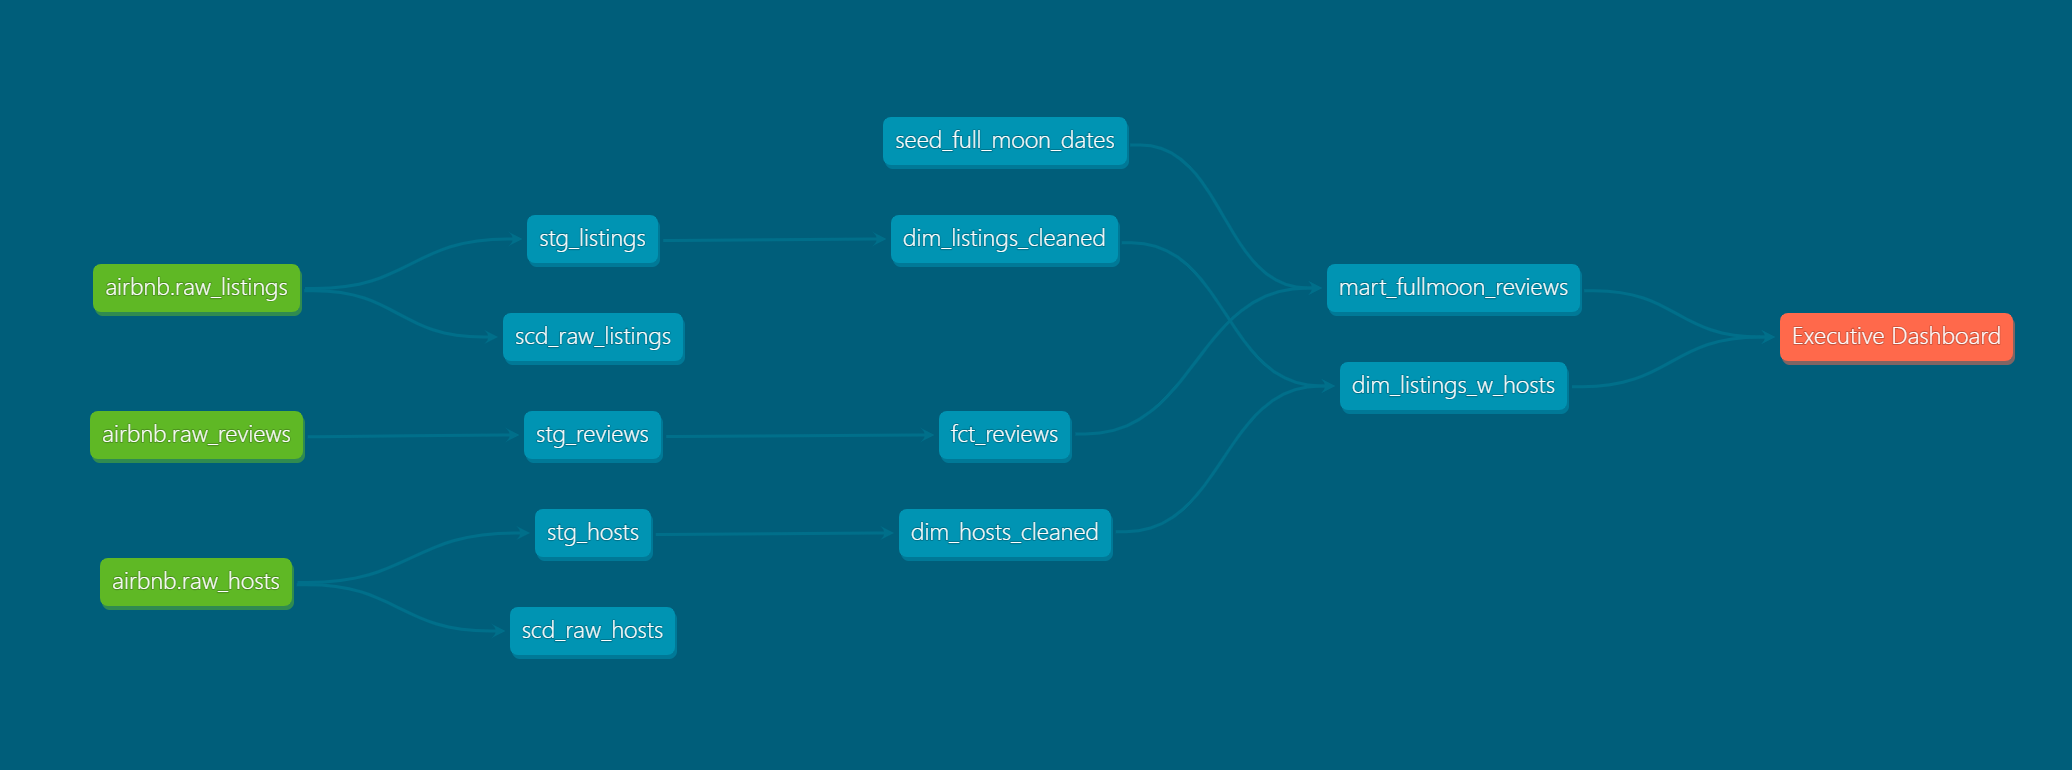 seed_full_moon_dates
stg_listings
dim_listings_cleaned
airbnb.raw_listings
mart_fullmoon_reviews
scd_raw_listings
Executive Dashboard
dim_listings_w_hosts
airbnb.raw_reviews
stg_reviews
fct_reviews
stg_hosts
dim_hosts_cleaned
airbnb.raw_hosts
scd_raw_hosts